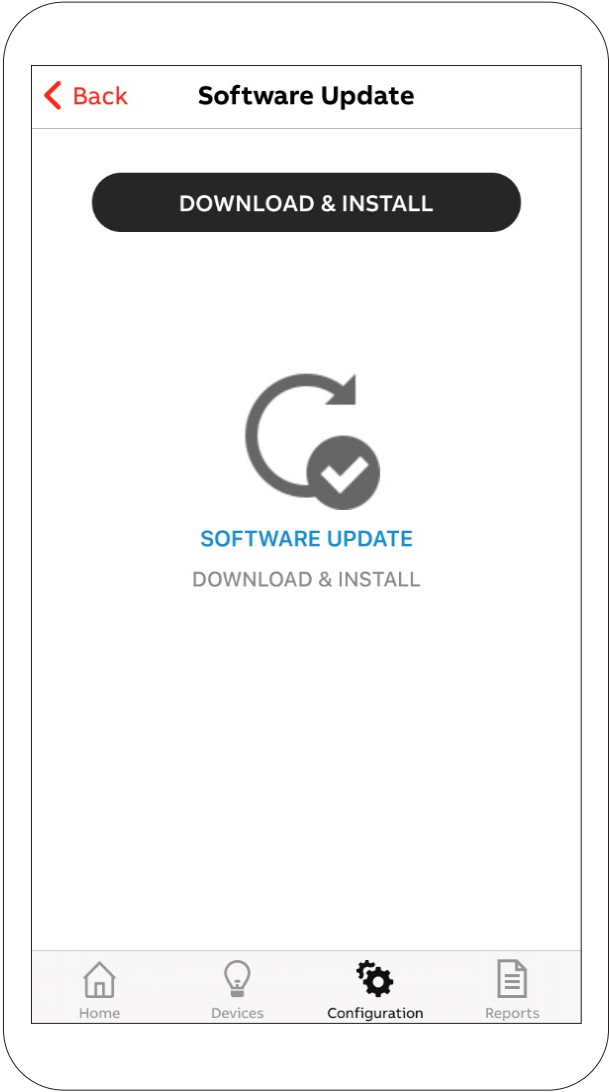 Back
Software Update
DOWNLOAD & INSTALL
SOFTWARE UPDATE
DOWNLOAD & INSTALL
Home
Devices
Configuration
Reports